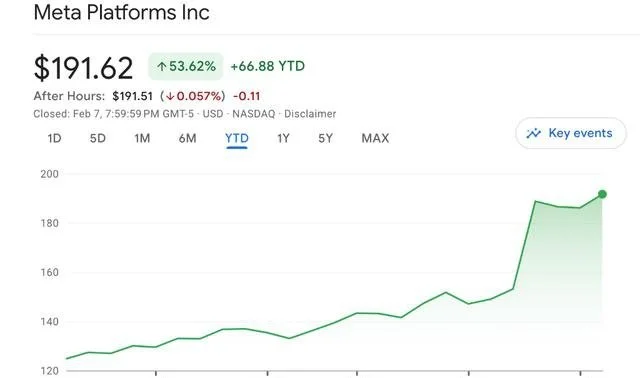 Meta Platforms Inc
$191.62 ↑53.62% +66.88 YTD
After Hours: $191.51 (↓0.057%) -0.11
Closed: Feb 7, 7:59:59 PM GMT-5 · USD · NASDAQ · Disclaimer
1D 5D 1M 6M YTD 1Y 5Y MAX
Key events
200
180
160
140
120